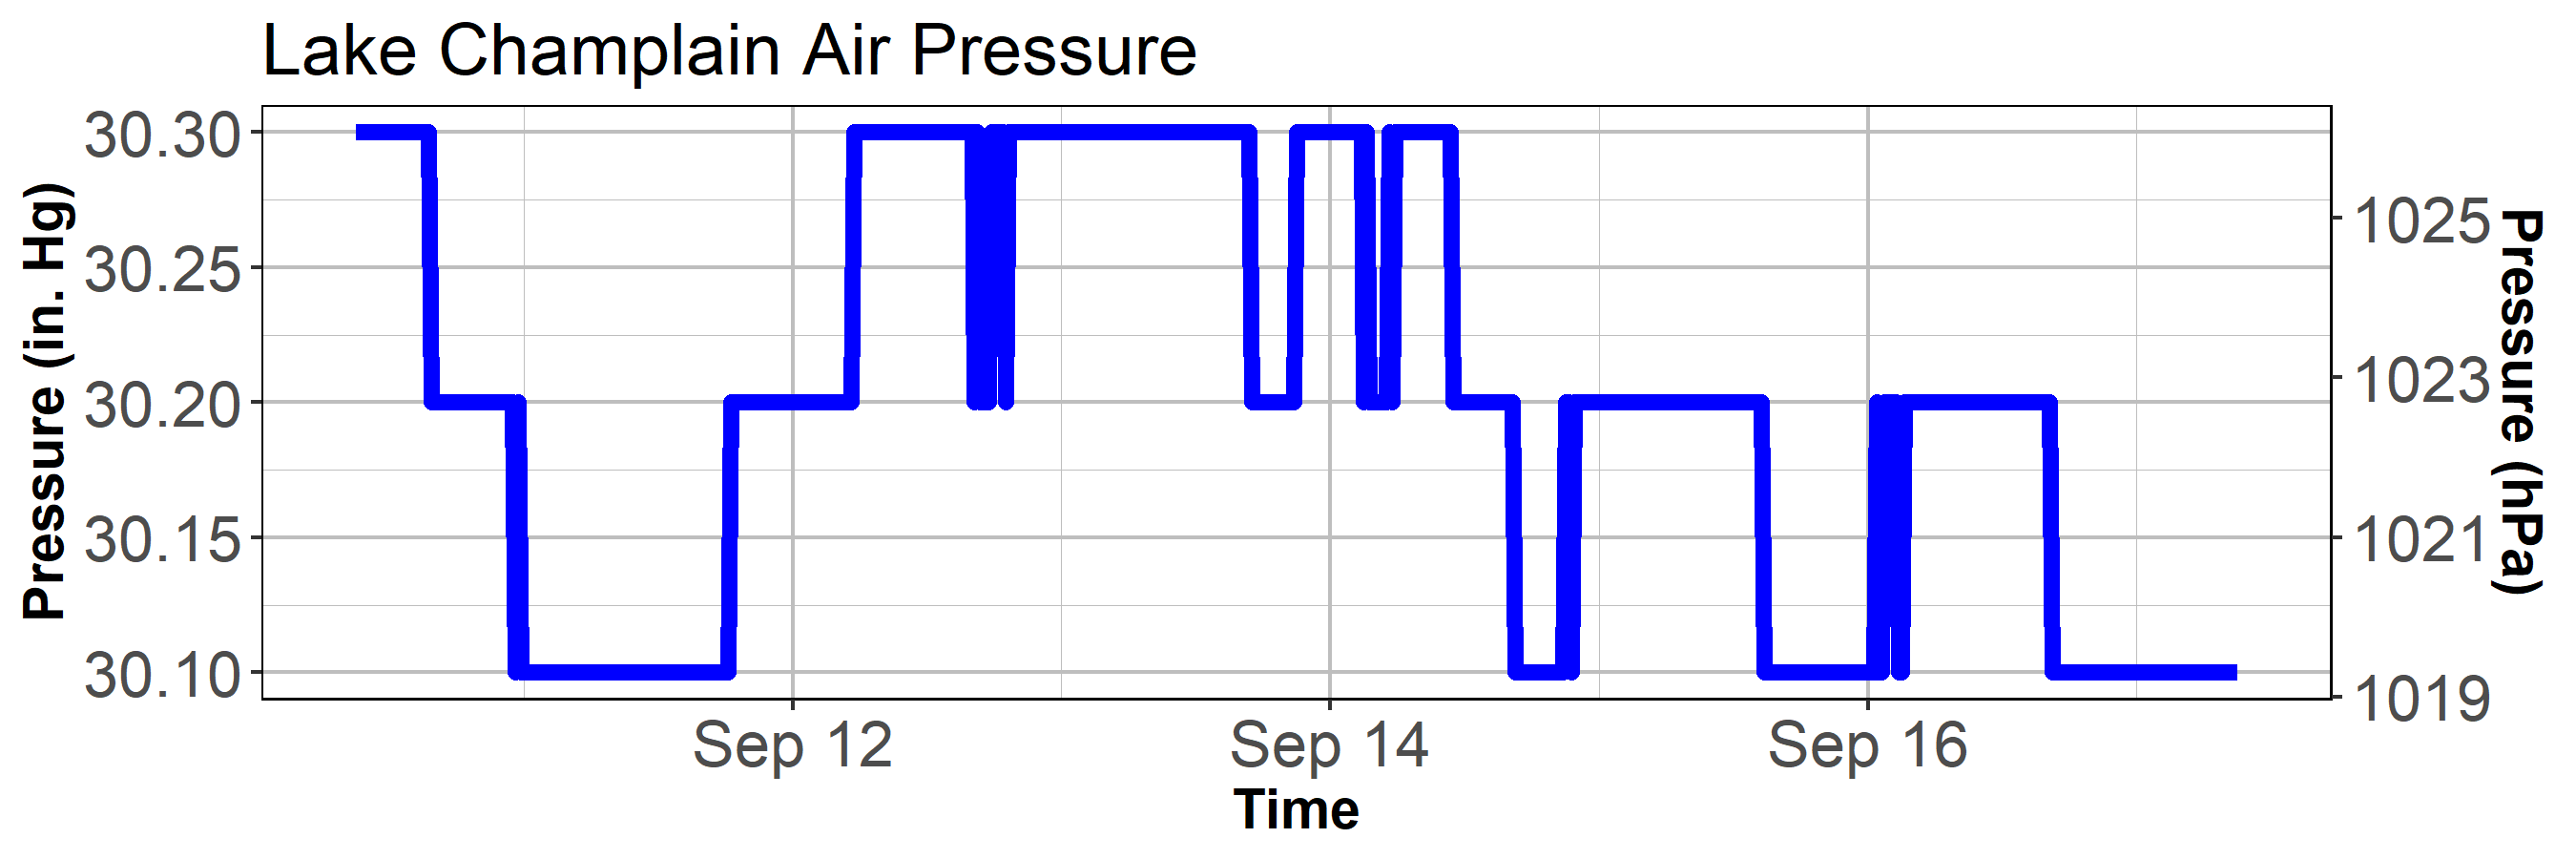 Lake Champlain Air Pressure
30.30
30.25
30.20
30.15
30.10
Pressure (in. Hg)
1025
1023
1021
1019
Pressure (hPa)
Sep 12
Sep 14
Sep 16
Time